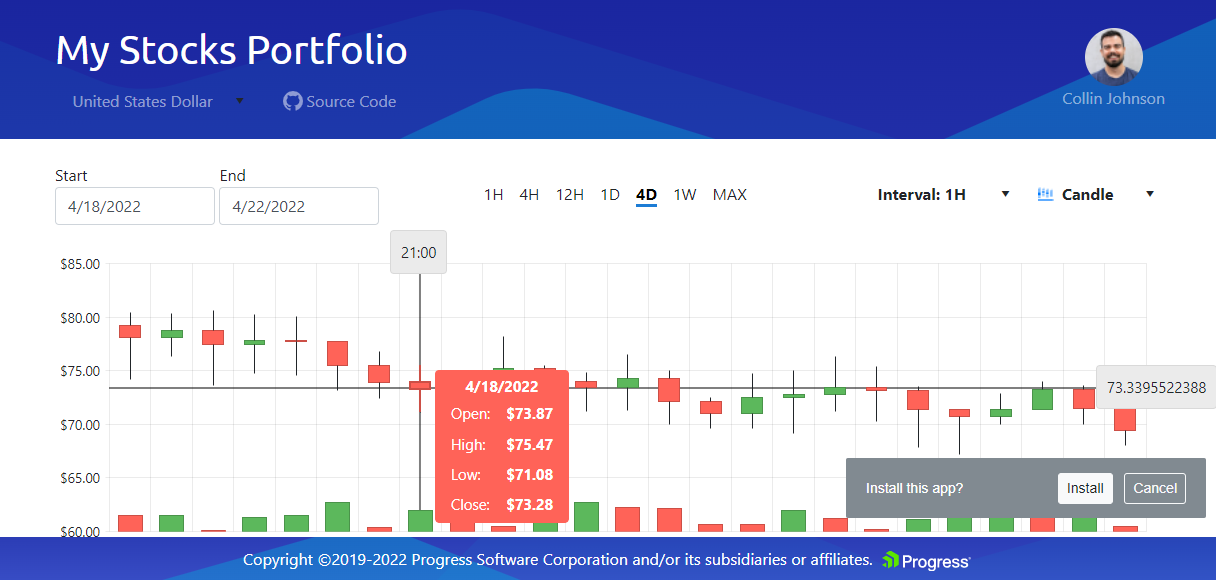 My Stocks Portfolio
United States Dollar
Source Code
Collin Johnson
Start
End
4/18/2022
4/22/2022
1H 4H 12H 1D 4D 1W MAX
Interval: 1H
Candle
21:00
$85.00
$80.00
$75.00
$70.00
$65.00
$60.00
4/18/2022
Open: $73.87
High: $75.47
Low: $71.08
Close: $73.28
73.3395522388
Install this app?
Install
Cancel
Copyright ©2019-2022 Progress Software Corporation and/or its subsidiaries or affiliates.
Progress